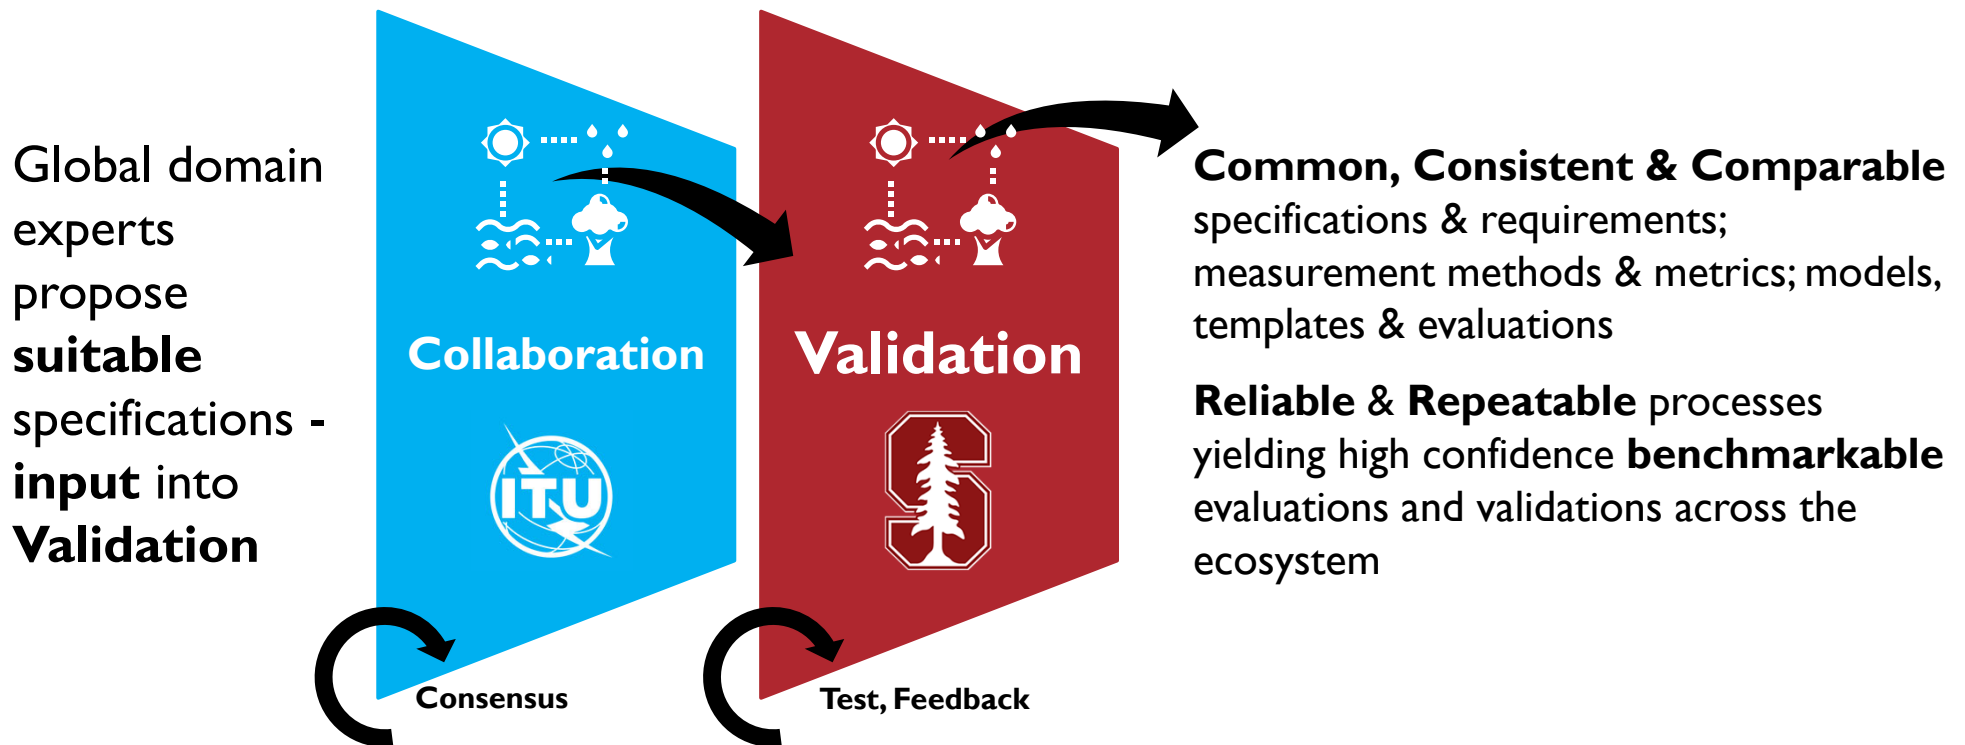 Global domain
experts
propose
suitable
specifications -
input into
Validation
Collaboration
ITU
Consensus
Validation
S
Test, Feedback
Common, Consistent & Comparable
specifications & requirements;
measurement methods & metrics; models,
templates & evaluations
Reliable & Repeatable processes
yielding high confidence benchmarkable
evaluations and validations across the
ecosystem